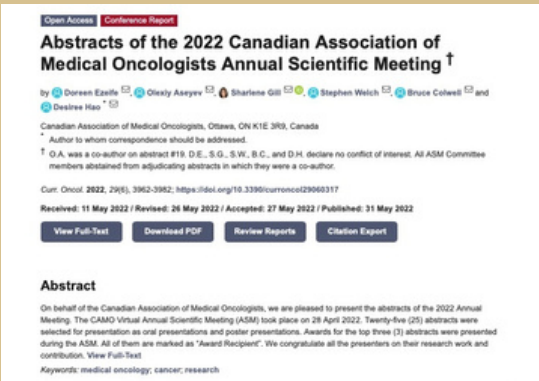 Open Access Conference Report
Abstracts of the 2022 Canadian Association of
Medical Oncologists Annual Scientific Meeting †
by Doreen Ezeife, Olexiy Aseyev, Sharlene Gill, Stephen Welch, Bruce Colwell and
Desiree Hao *
Canadian Association of Medical Oncologists, Ottawa, ON K1E 3R9, Canada
* Author to whom correspondence should be addressed.
† O.A. was a co-author on abstract #19. D.E., S.G., S.W., B.C., and D.H. declare no conflict of interest. All ASM Committee
members abstained from adjudicating abstracts in which they were a co-author.
Curr. Oncol. 2022, 29(6), 3962-3982; https://doi.org/10.3390/curroncol29060317
Received: 11 May 2022 / Revised: 26 May 2022 / Accepted: 27 May 2022 / Published: 31 May 2022
View Full-Text Download PDF Review Reports Citation Export
Abstract
On behalf of the Canadian Association of Medical Oncologists, we are pleased to present the abstracts of the 2022 Annual
Meeting. The CAMO Virtual Annual Scientific Meeting (ASM) took place on 28 April 2022. Twenty-five (25) abstracts were
selected for presentation as oral presentations and poster presentations. Awards for the top three (3) abstracts were presented
during the ASM. All of them are marked as "Award Recipient". We congratulate all the presenters on their research work and
contribution. View Full-Text
Keywords: medical oncology; cancer; research